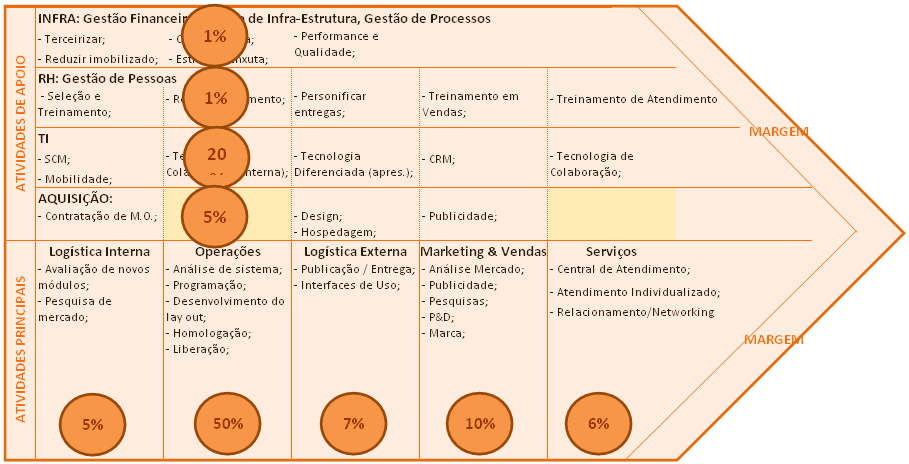 INFRA: Gestão Financeira de Infra-Estrutura, Gestão de Processos
- Terceirizar;
- Performance e
Qualidade;
- Reduzir imobilizado;
1%
RH: Gestão de Pessoas
- Seleção e
Treinamento;
- Personificar
entregas;
- Treinamento em
Vendas;
- Treinamento de Atendimento
1%
TI
- SCM;
- Mobilidade;
- Tecnologia
Diferenciada (apres.);
- CRM;
- Tecnologia de
Colaboração;
20
AQUISIÇÃO:
- Contratação de M.O.;
- Design;
- Hospedagem;
- Publicidade;
5%
ATIVIDADES DE APOIO
MARGEM
Logística Interna
- Avaliação de novos
módulos;
- Pesquisa de
mercado;
5%
Operações
- Análise de sistema;
- Programação;
- Desenvolvimento do
lay out;
- Homologação;
- Liberação;
50%
Logística Externa
- Publicação / Entrega;
- Interfaces de Uso;
7%
Marketing & Vendas
- Análise Mercado;
- Publicidade;
- Pesquisas;
- P&D;
- Marca;
10%
Serviços
- Central de Atendimento;
- Atendimento Individualizado;
- Relacionamento/Networking
6%
ATIVIDADES PRINCIPAIS
MARGEM